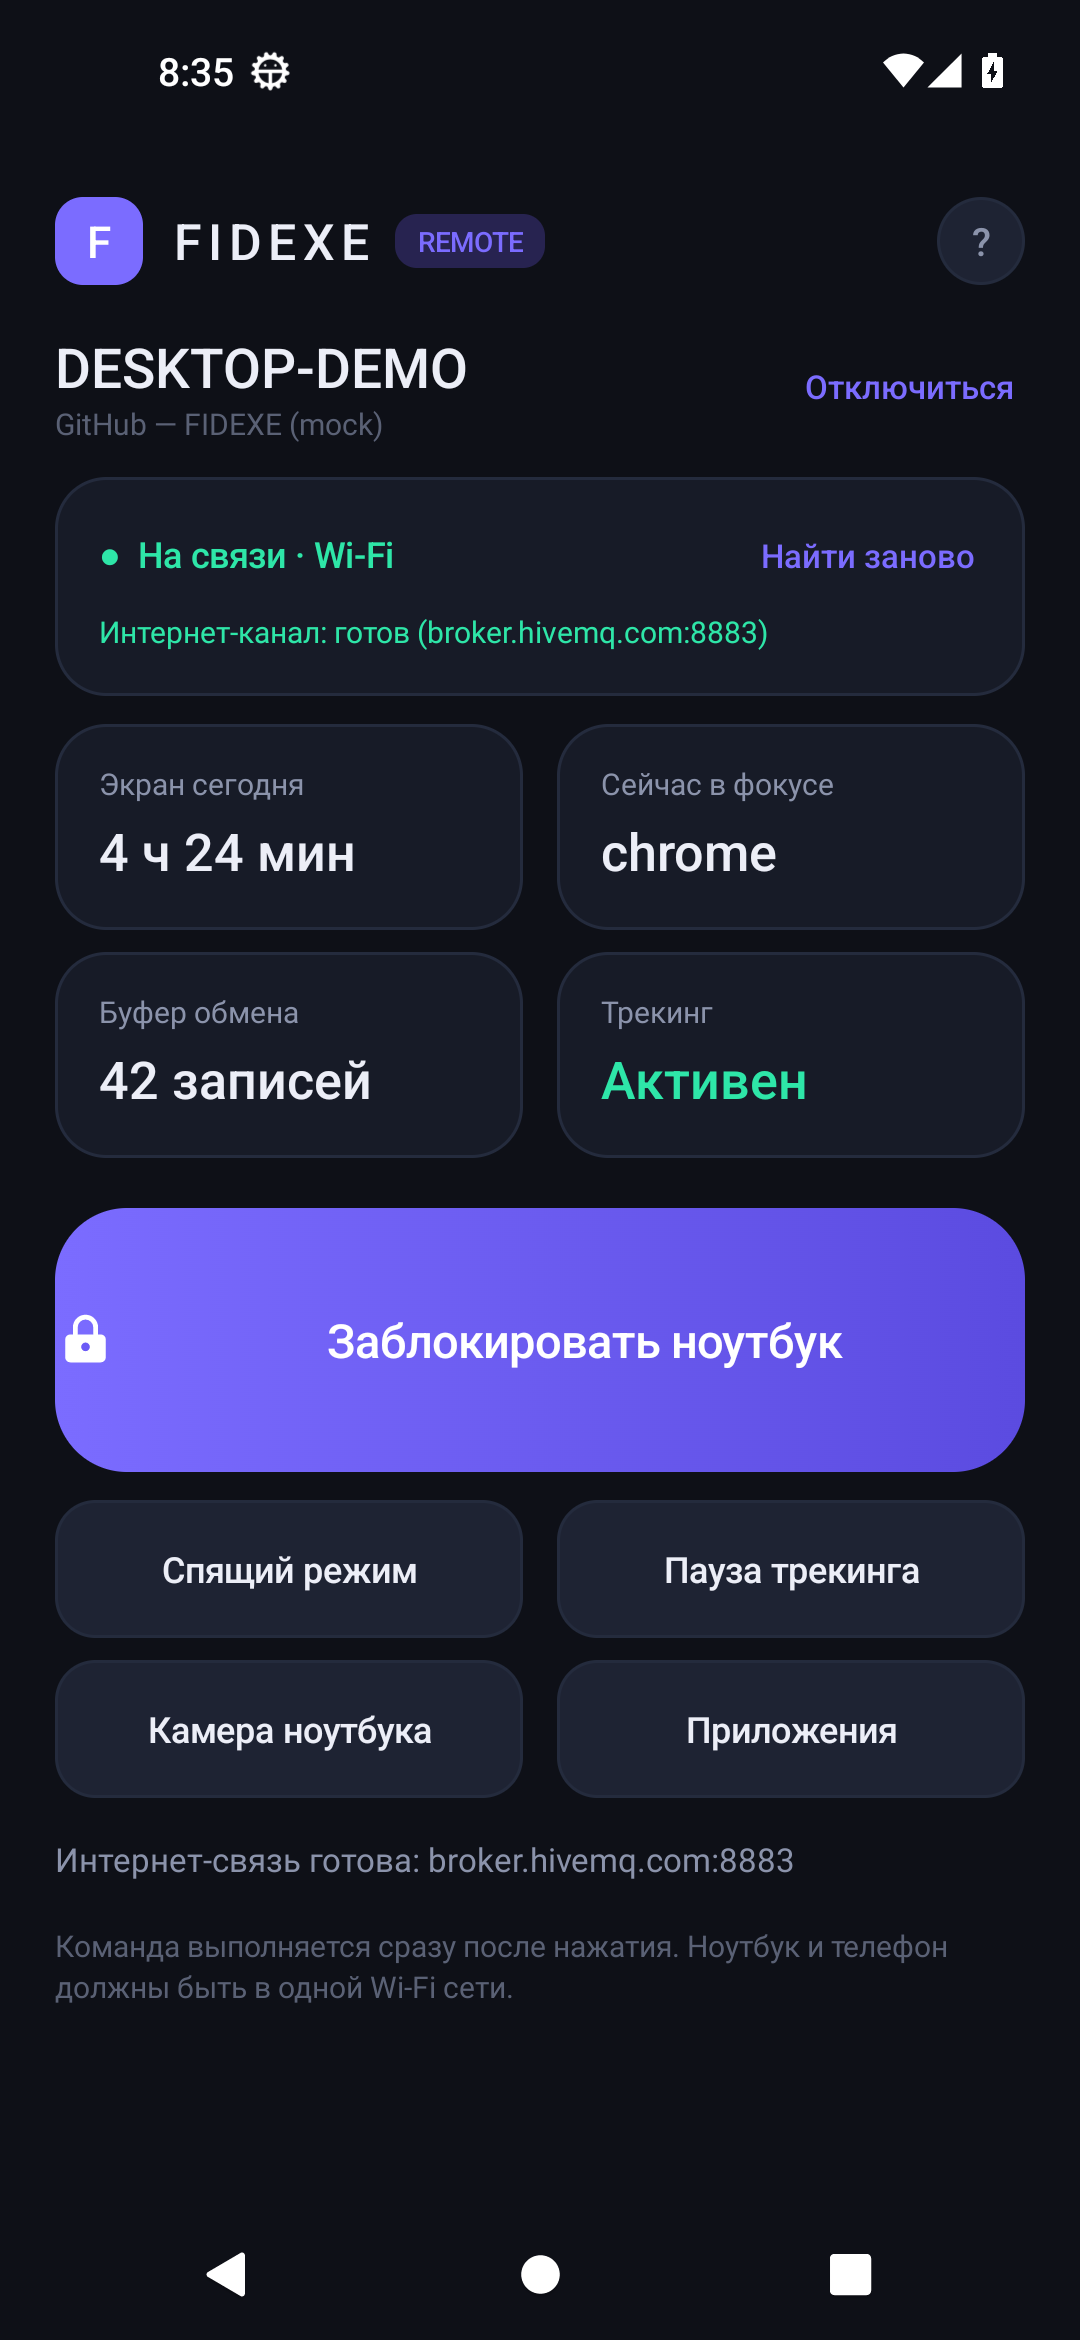 8:35
F FIDEXE REMOTE ?
DESKTOP-DEMO
Отключиться
GitHub — FIDEXE (mock)
На связи · Wi-Fi
Найти заново
Интернет-канал: готов (broker.hivemq.com:8883)
Экран сегодня
4 ч 24 мин
Сейчас в фокусе
chrome
Буфер обмена
42 записей
Трекинг
Активен
Заблокировать ноутбук
Спящий режим
Пауза трекинга
Камера ноутбука
Приложения
Интернет-связь готова: broker.hivemq.com:8883
Команда выполняется сразу после нажатия. Ноутбук и телефон
должны быть в одной Wi-Fi сети.